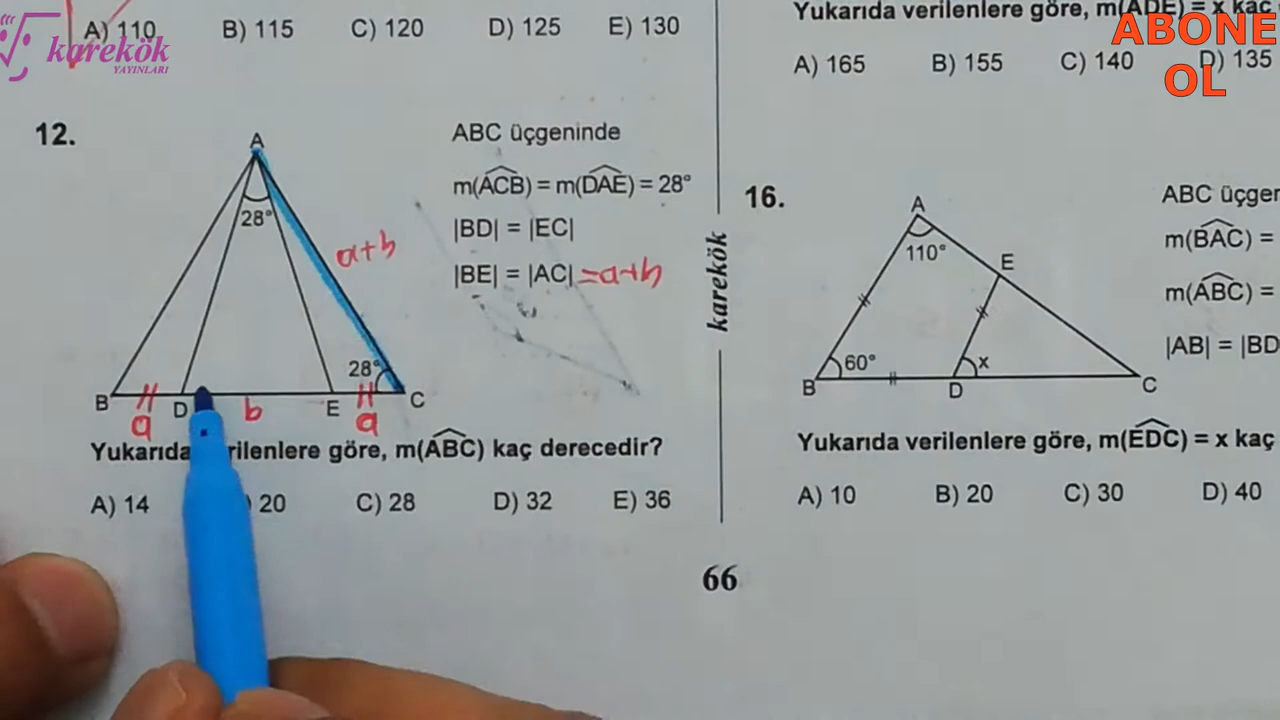 A) 110 B) 115 C) 120 D) 125 E) 130
karekök
YAYINLARI
12.
A
28°
28°
a+b
B D b E C
a a
ABC üçgeninde
m(ACB) = m(DAE) = 28°
|BD| = |EC|
|BE| = |AC| = a+b
Yukarıda verilenlere göre, m(ABC) kaç derecedir?
A) 14 ) 20 C) 28 D) 32 E) 36
karekök
66
Yukarıda verilenlere göre, m(ADE) = x kaç
ABONE
OL
A) 165 B) 155 C) 140 D) 135
16.
A
110°
E
60°
x
B D C
ABC üçger
m(BAC) =
m(ABC) =
|AB| = |BD
Yukarıda verilenlere göre, m(EDC) = x kaç
A) 10 B) 20 C) 30 D) 40